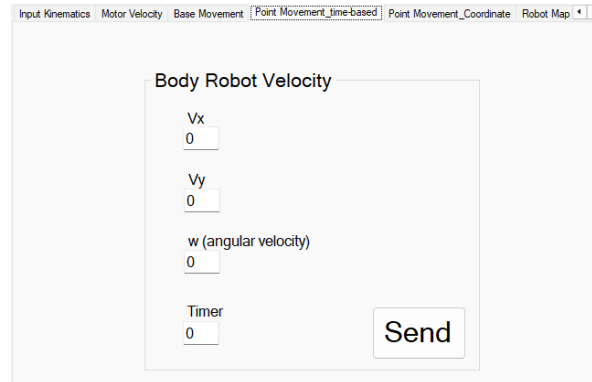 Input Kinematics Motor Velocity Base Movement Point Movement_time-based Point Movement_Coordinate Robot Map
Body Robot Velocity
Vx
0
Vy
0
w (angular velocity)
0
Timer
0
Send